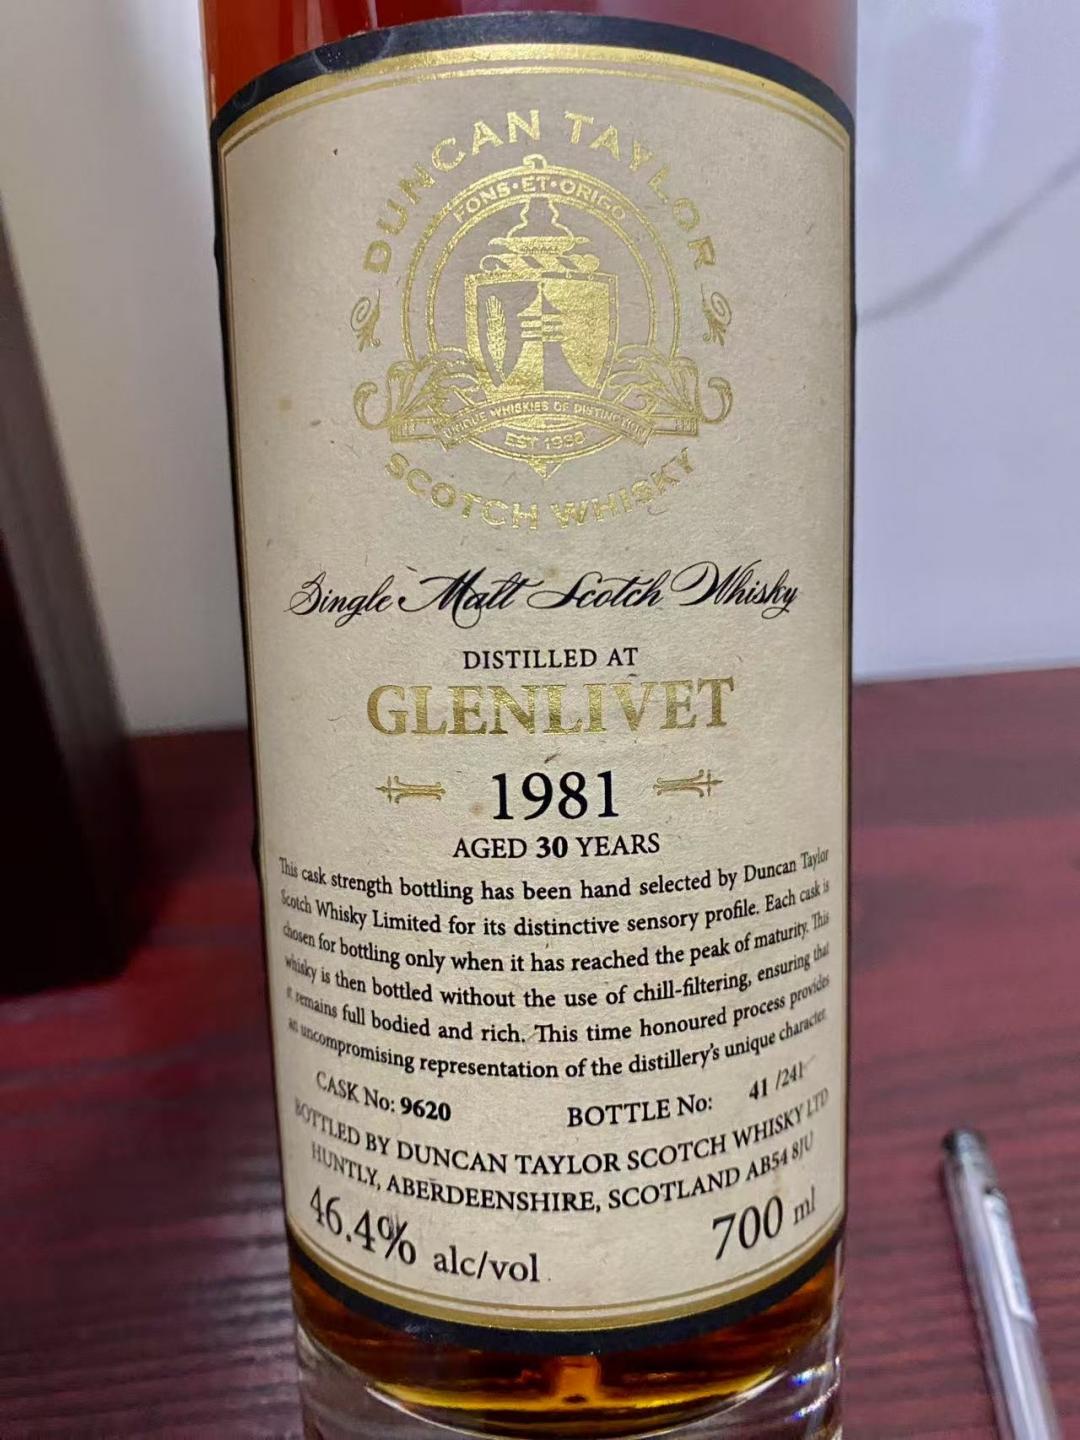 DUNCAN TAYLOR
FONS·ET·ORIGO
UNIQUE WHISKIES OF DISTINCTION
EST 1938
SCOTCH WHISKY
Single Malt Scotch Whisky
DISTILLED AT
GLENLIVET
1981
AGED 30 YEARS
This cask strength bottling has been hand selected by Duncan Taylor
Scotch Whisky Limited for its distinctive sensory profile. Each cask is
chosen for bottling only when it has reached the peak of maturity. This
whisky is then bottled without the use of chill-filtering, ensuring that
it remains full bodied and rich. This time honoured process provides
an uncompromising representation of the distillery's unique character.
CASK No: 9620 BOTTLE No: 41 /241
BOTTLED BY DUNCAN TAYLOR SCOTCH WHISKY LTD
HUNTLY, ABERDEENSHIRE, SCOTLAND AB54 8JU
46.4% alc/vol 700 ml